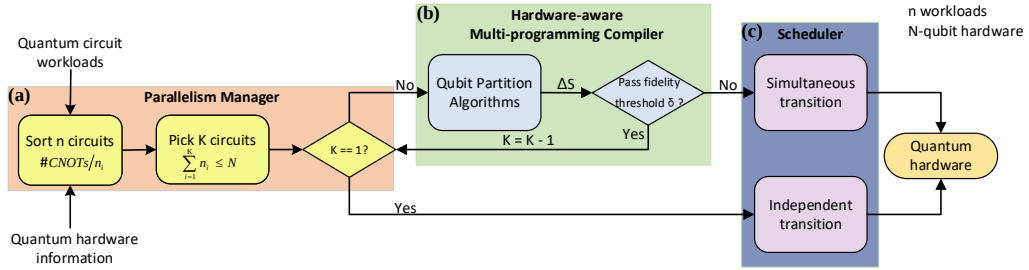 Quantum circuit
workloads
(a)
Parallelism Manager
Sort n circuits
#CNOTs/nᵢ
Pick K circuits
K
∑ nᵢ ≤ N
i=1
K == 1?
Quantum hardware
information
No
Yes
(b)
Hardware-aware
Multi-programming Compiler
Qubit Partition
Algorithms
ΔS
Pass fidelity
threshold δ ?
Yes
K = K - 1
No
(c)
Scheduler
Simultaneous
transition
Independent
transition
n workloads
N-qubit hardware
Quantum
hardware